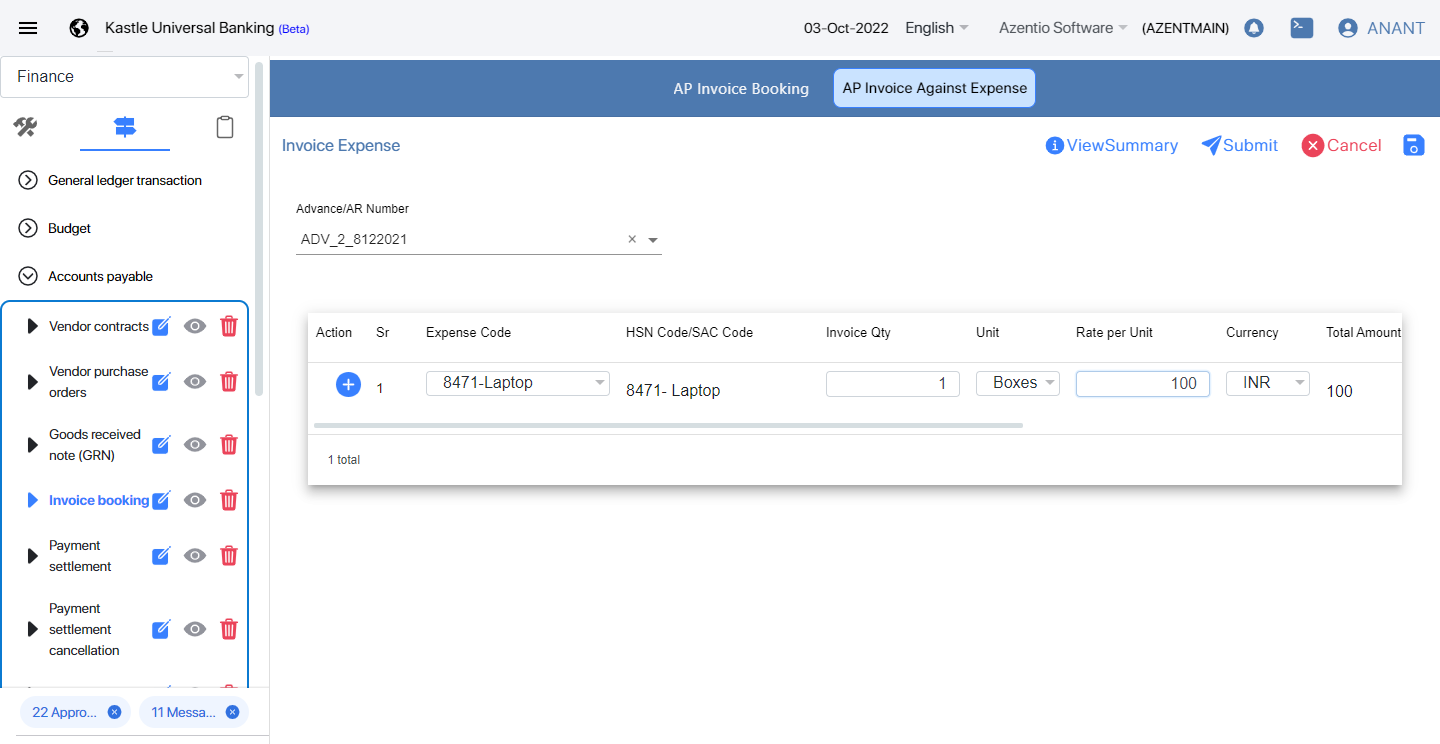 Kastle Universal Banking (Beta)
03-Oct-2022 English Azentio Software (AZENTMAIN) ANANT
Finance
AP Invoice Booking AP Invoice Against Expense
Invoice Expense
ViewSummary Submit Cancel
General ledger transaction
Budget
Accounts payable
Vendor contracts
Vendor purchase
orders
Goods received
note (GRN)
Invoice booking
Payment
settlement
Payment
settlement
cancellation
22 Appro... 11 Messa...
Advance/AR Number
ADV_2_8122021 ×
Action Sr Expense Code HSN Code/SAC Code Invoice Qty Unit Rate per Unit Currency Total Amount
1 8471-Laptop 8471- Laptop 1 Boxes 100 INR 100
1 total